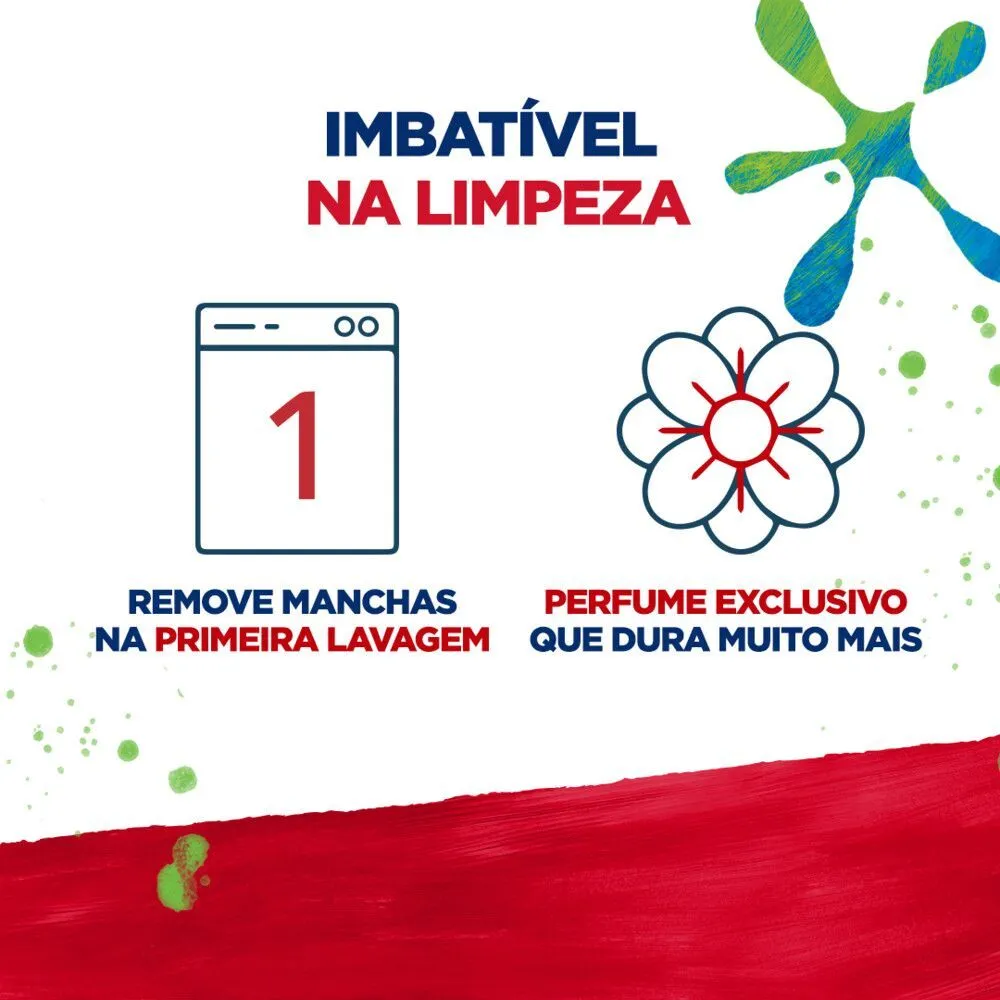 IMBATÍVEL
NA LIMPEZA
1
REMOVE MANCHAS
NA PRIMEIRA LAVAGEM
PERFUME EXCLUSIVO
QUE DURA MUITO MAIS